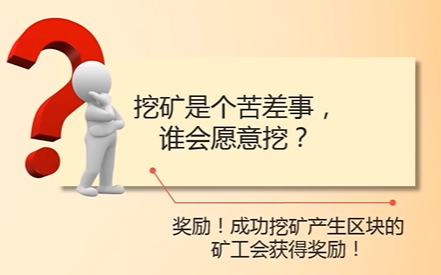 挖矿是个苦差事，
谁会愿意挖？
奖励！成功挖矿产生区块的
矿工会获得奖励！